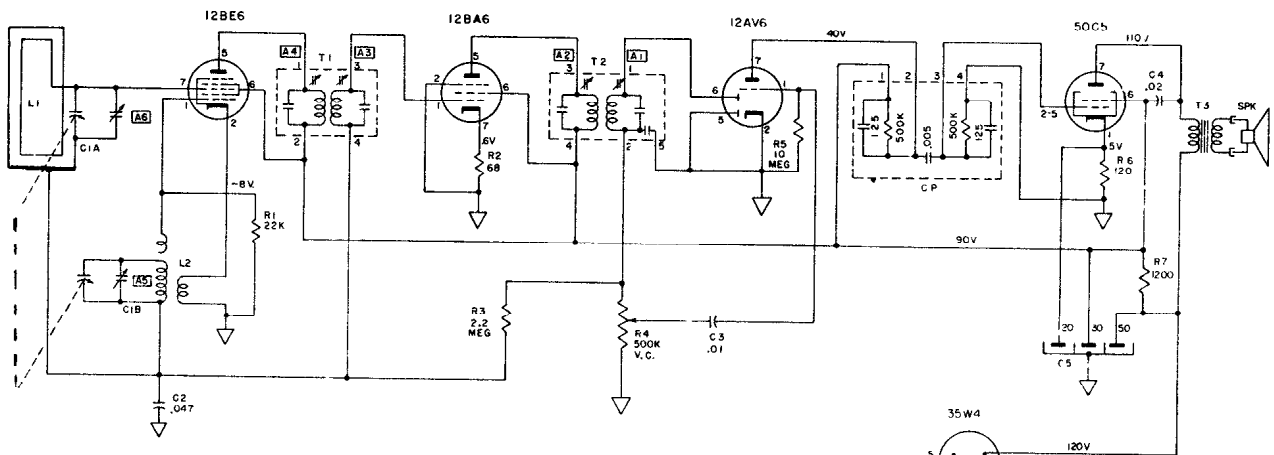 12BE6
12BA6
12AV6
50C5
5
A4
T1
A3
1
3
5
A2
T2
A1
3
1
7
40V
110V
7
1
1
2
3
4
C4
.02
T3
SPK
L1
7
6
2
1
6
6
5
2
125
500K
.005
500K
125
2-5
6
1
A6
2
2
4
7
.6V
R2
68
4
2
5
R5
10
MEG
CP
5V
R6
120
C1A
-8V.
R1
22K
90V
L2
A5
C1B
R7
1200
R3
2.2
MEG
R4
500K
V.C.
C3
.01
20
30
50
C5
C2
.047
35W4
5
120V